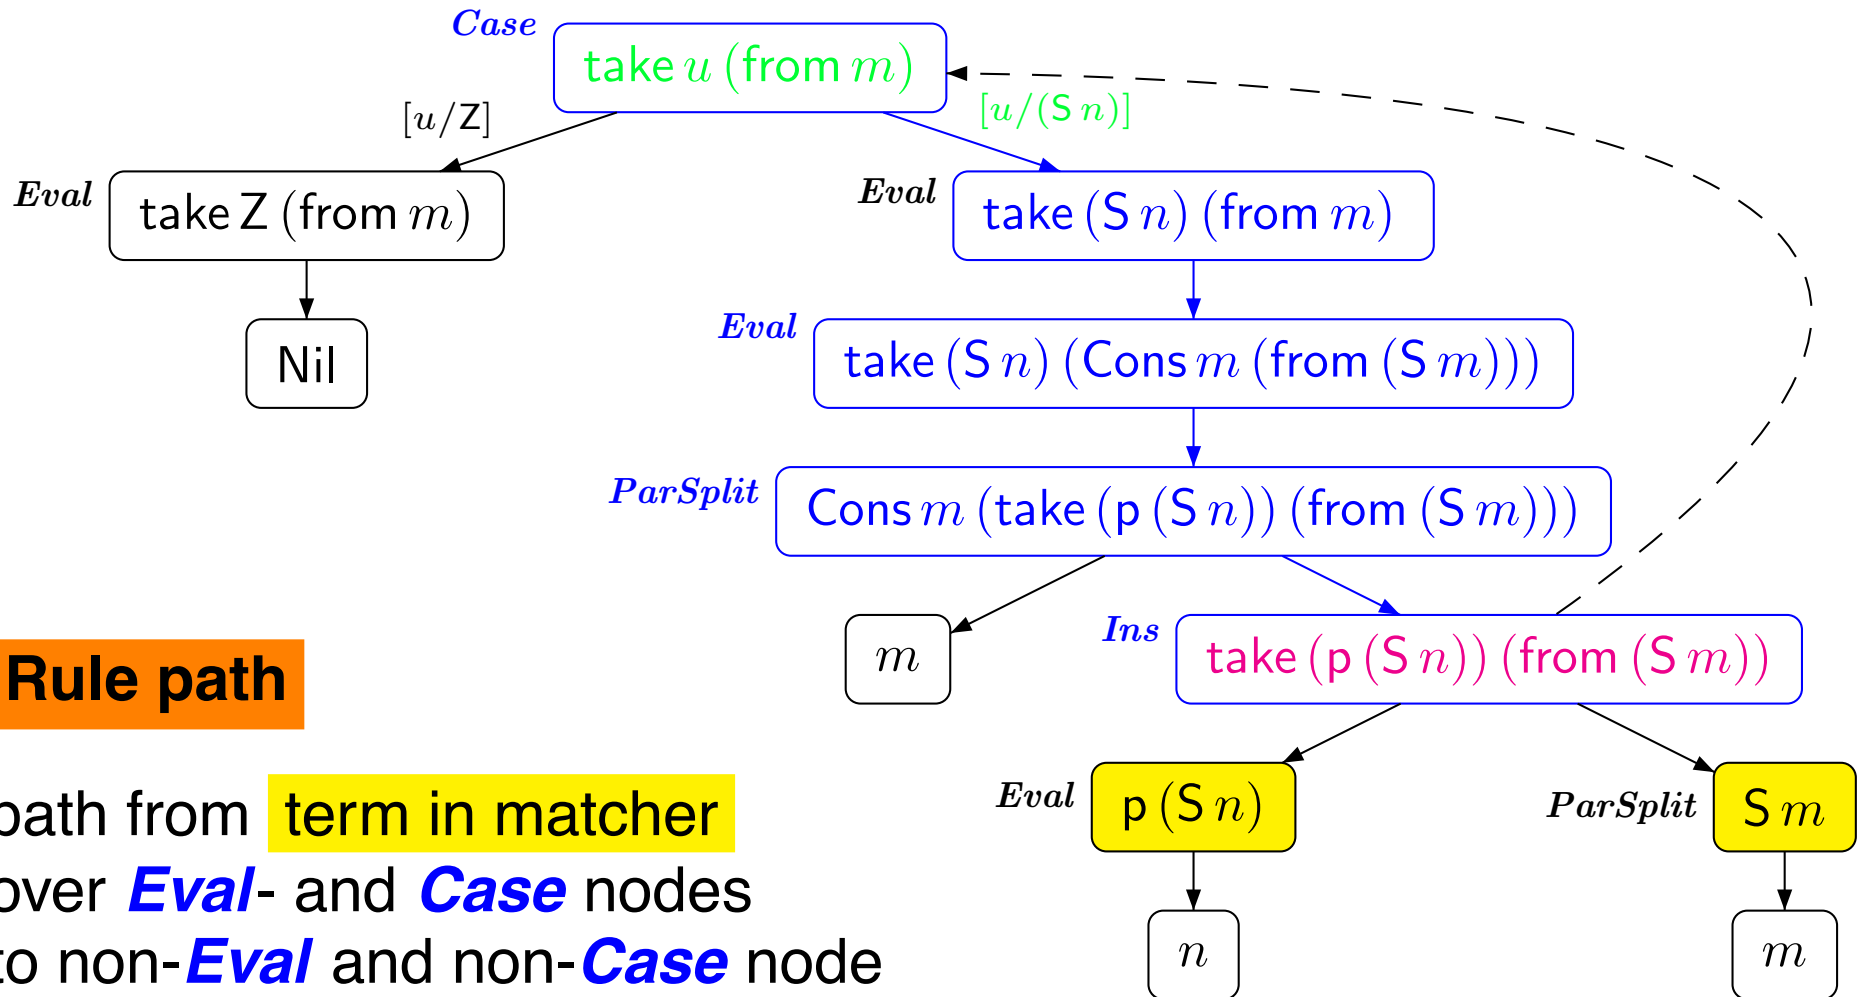 Case
take u (from m)
[u/Z]
[u/(S n)]
Eval
take Z (from m)
Eval
take (S n) (from m)
Nil
Eval
take (S n) (Cons m (from (S m)))
ParSplit
Cons m (take (p (S n)) (from (S m)))
m
Ins
take (p (S n)) (from (S m))
Rule path
Eval
p (S n)
ParSplit
S m
path from term in matcher
over Eval- and Case nodes
to non-Eval and non-Case node
n
m